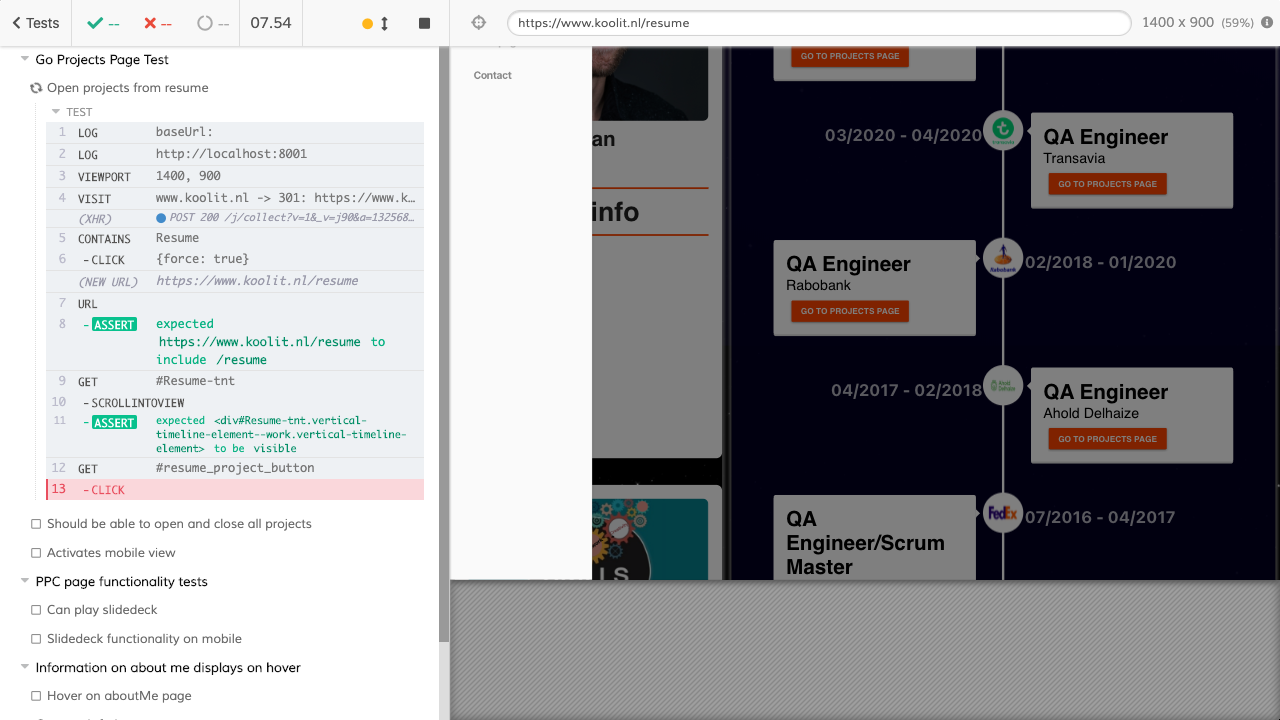 Tests
--
--
--
07.54
https://www.koolit.nl/resume
1400 x 900 (59%)
Go Projects Page Test
Open projects from resume
TEST
1 LOG baseUrl:
2 LOG http://localhost:8001
3 VIEWPORT 1400, 900
4 VISIT www.koolit.nl -> 301: https://www.k...
(XHR) POST 200 /j/collect?v=1&_v=j90&a=132568...
5 CONTAINS Resume
6 -CLICK {force: true}
(NEW URL) https://www.koolit.nl/resume
7 URL
8 -ASSERT expected
https://www.koolit.nl/resume to
include /resume
9 GET #Resume-tnt
10 -SCROLLINTOVIEW
11 -ASSERT expected <div#Resume-tnt.vertical-
timeline-element--work.vertical-timeline-
element> to be visible
12 GET #resume_project_button
13 -CLICK
Should be able to open and close all projects
Activates mobile view
PPC page functionality tests
Can play slidedeck
Slidedeck functionality on mobile
Information on about me displays on hover
Hover on aboutMe page
Contact
an
info
LS
GO TO PROJECTS PAGE
03/2020 - 04/2020
transavia
QA Engineer
Transavia
GO TO PROJECTS PAGE
QA Engineer
Rabobank
GO TO PROJECTS PAGE
Rabobank
02/2018 - 01/2020
04/2017 - 02/2018
Ahold
Delhaize
QA Engineer
Ahold Delhaize
GO TO PROJECTS PAGE
QA
Engineer/Scrum
Master
FedEx
07/2016 - 04/2017